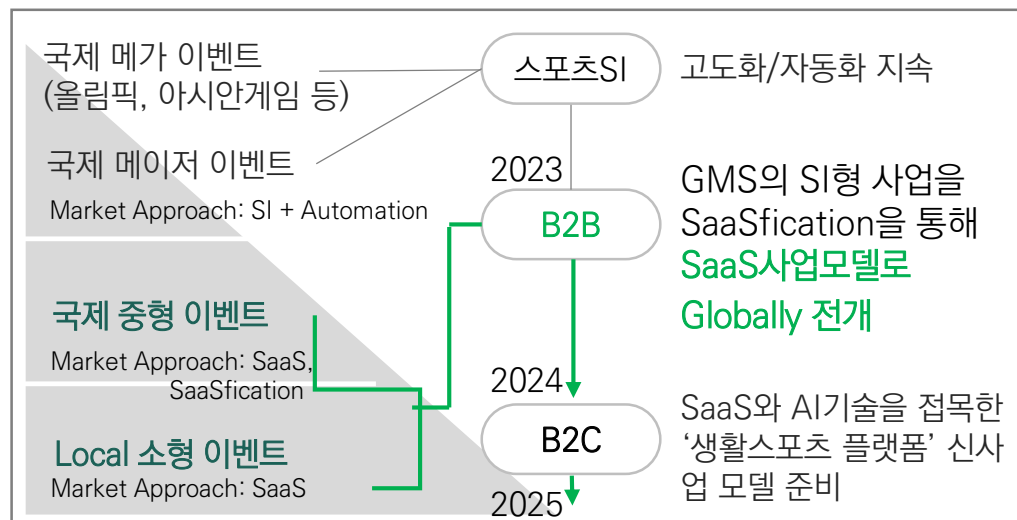 국제 메가 이벤트
(올림픽, 아시안게임 등)
국제 메이저 이벤트
Market Approach: SI + Automation
국제 중형 이벤트
Market Approach: SaaS,
SaaSfication
Local 소형 이벤트
Market Approach: SaaS
스포츠SI
고도화/자동화 지속
2023
B2B
GMS의 SI형 사업을
SaaSfication을 통해
SaaS사업모델로
Globally 전개
2024
B2C
SaaS와 AI기술을 접목한
‘생활스포츠 플랫폼’ 신사
업 모델 준비
2025